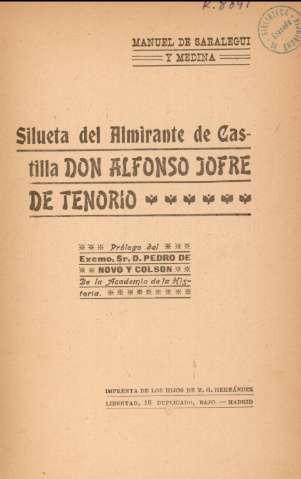 R.8091
MANUEL DE SARALEGUI
Y MEDINA
Silueta del Almirante de Cas-
tilla DON ALFONSO JOFRE
DE TENORIO
Prólogo del
Excmo. Sr. D. PEDRO DE
NOVO Y COLSON
De la Academia de la His-
toria.
IMPRENTA DE LOS HIJOS DE M. G. HERNÁNDEZ
LIBERTAD, 16 DUPLICADO, BAJO.—MADRID